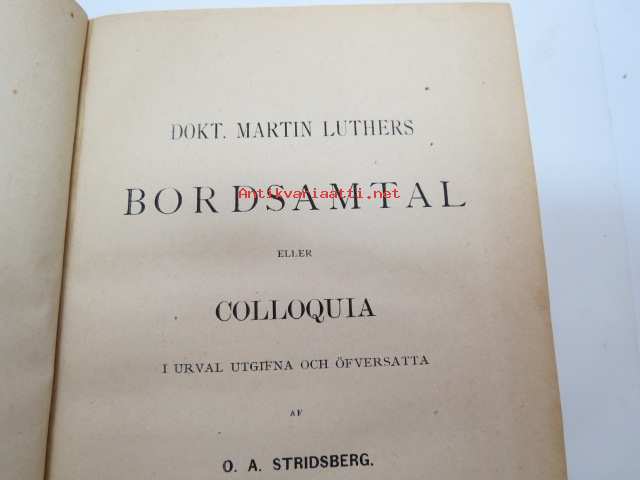 DOKT. MARTIN LUTHERS
BORDSAMTAL
Antikvariaatti.net
ELLER
COLLOQUIA
I URVAL UTGIFNA OCH ÖFVERSATTA
AF
O. A. STRIDSBERG.